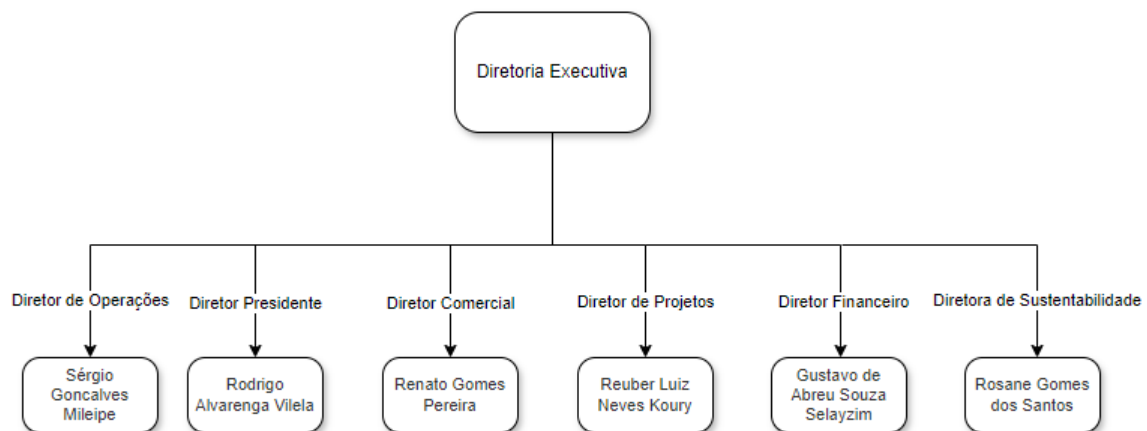 Diretoria Executiva
Diretor de Operações
Diretor Presidente
Diretor Comercial
Diretor de Projetos
Diretor Financeiro
Diretora de Sustentabilidade
Sérgio
Goncalves
Mileipe
Rodrigo
Alvarenga Vilela
Renato Gomes
Pereira
Reuber Luiz
Neves Koury
Gustavo de
Abreu Souza
Selayzim
Rosane Gomes
dos Santos